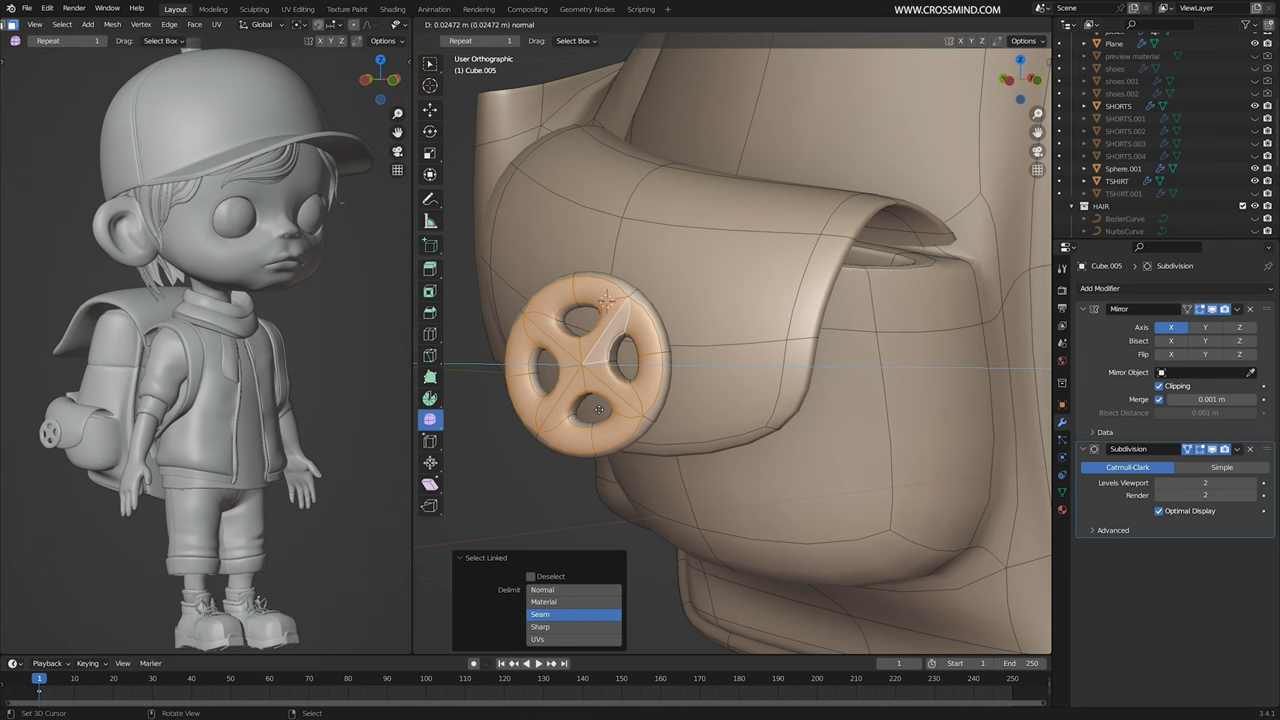 File Edit Render Window Help Layout Modeling Sculpting UV Editing Texture Paint Shading Animation Rendering Compositing Geometry Nodes Scripting + WWW.CROSSMIND.COM Scene ViewLayer
Select Add Mesh Vertex Edge Face UV Global D: 0.02472 m (0.02472 m) normal
Repeat 1 Drag: Select Box X Y Z Options
Repeat 1 Drag: Select Box X Y Z Options
User Orthographic
(1) Cube.005
Z
Z
Plane
preview material
shoes
shoes.001
shoes.002
SHORTS
SHORTS.001
SHORTS.002
SHORTS.003
SHORTS.004
Sphere.001
TSHIRT
TSHIRT.001
HAIR
BezierCurve
NurbsCurve
Cube.005 Subdivision
Add Modifier
Mirror
Axis X Y Z
Bisect X Y Z
Flip X Y Z
Mirror Object
Clipping
Merge 0.001 m
Bisect Distance 0.001 m
Data
Subdivision
Catmull-Clark Simple
Levels Viewport 2
Render 2
Optimal Display
Advanced
Select Linked
Deselect
Delimit Normal
Material
Seam
Sharp
UVs
Playback Keying View Marker 1 Start 1 End 250
1 10 20 30 40 50 60 70 80 90 100 110 120 130 140 150 160 170 180 190 200 210 220 230 240 250
Set 3D Cursor Rotate View Select 3.4.1